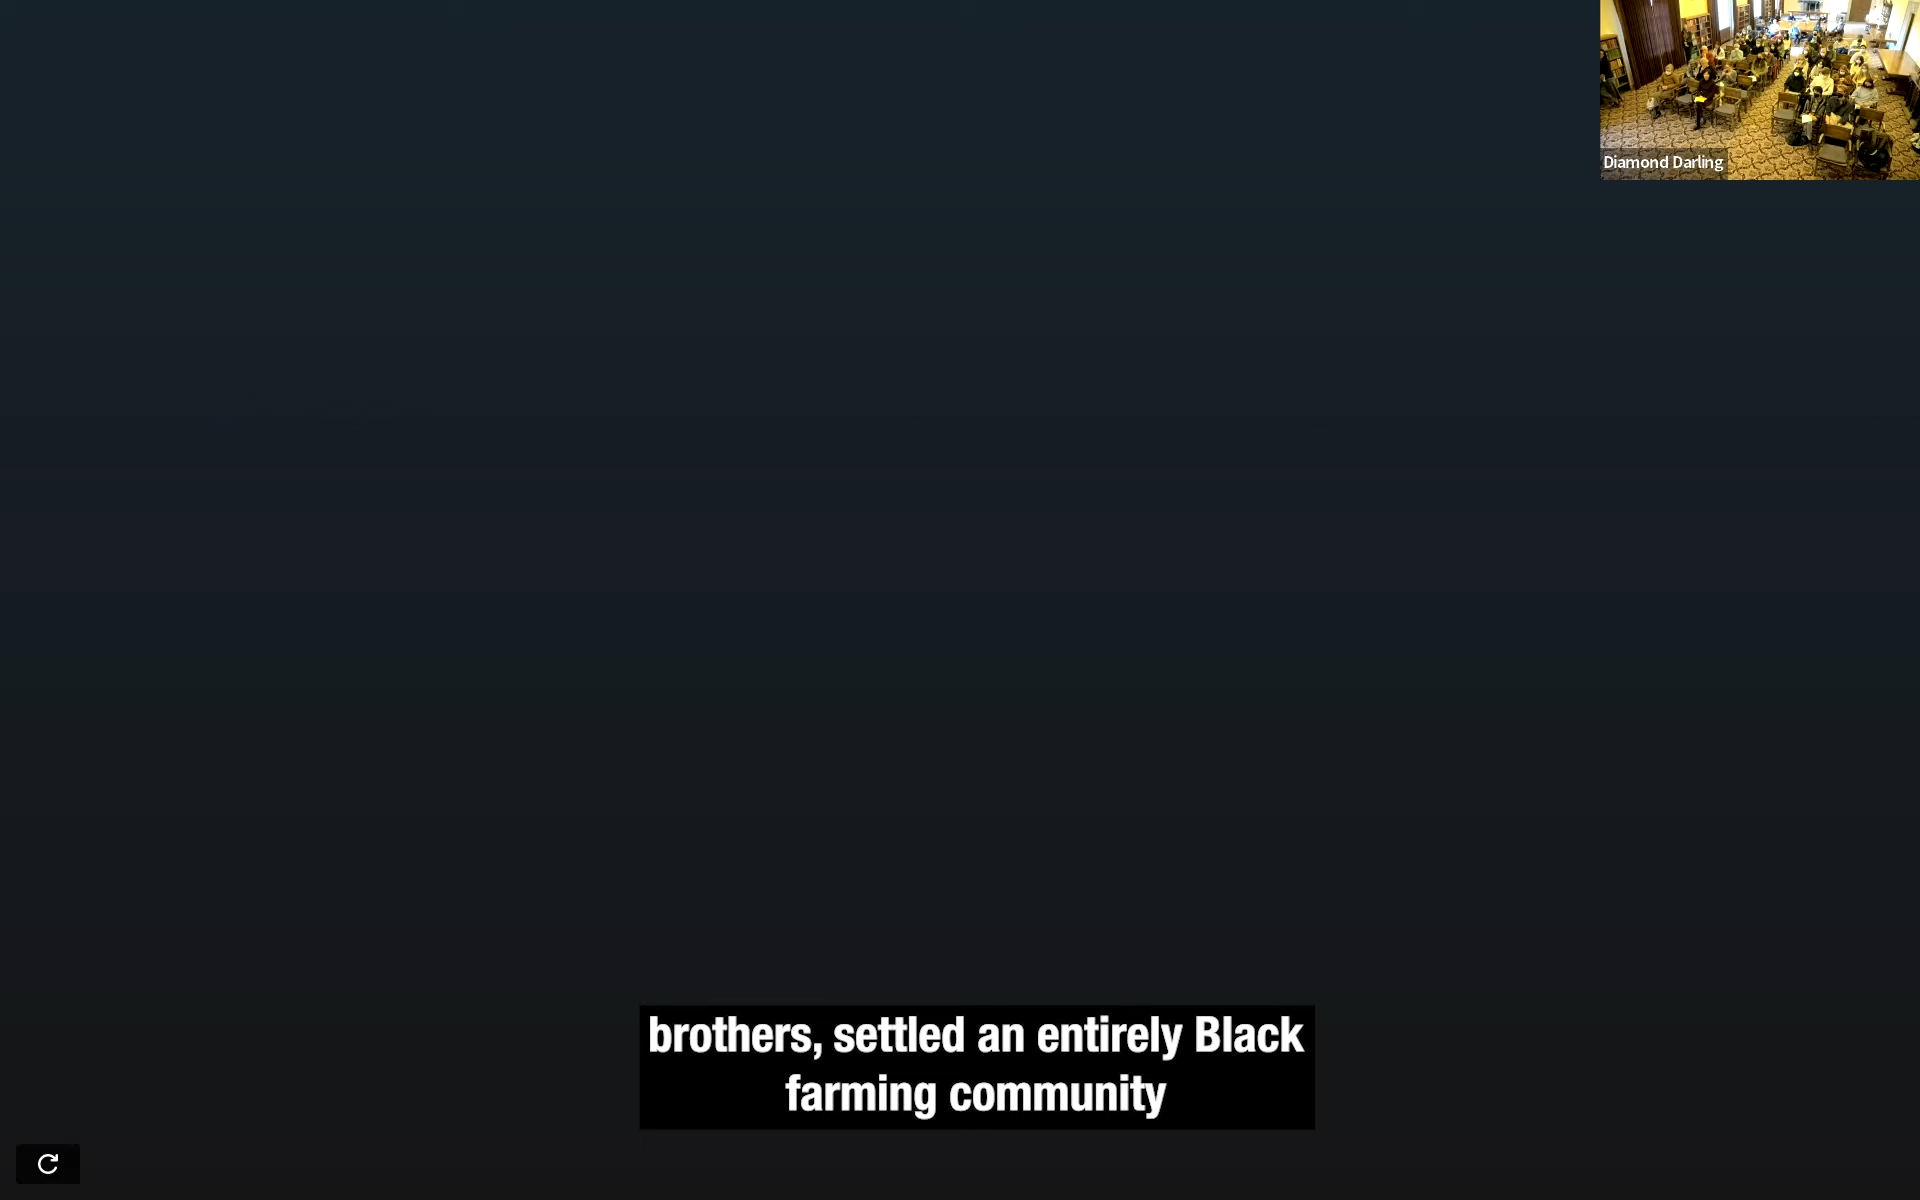 Diamond Darling
brothers, settled an entirely Black
farming community